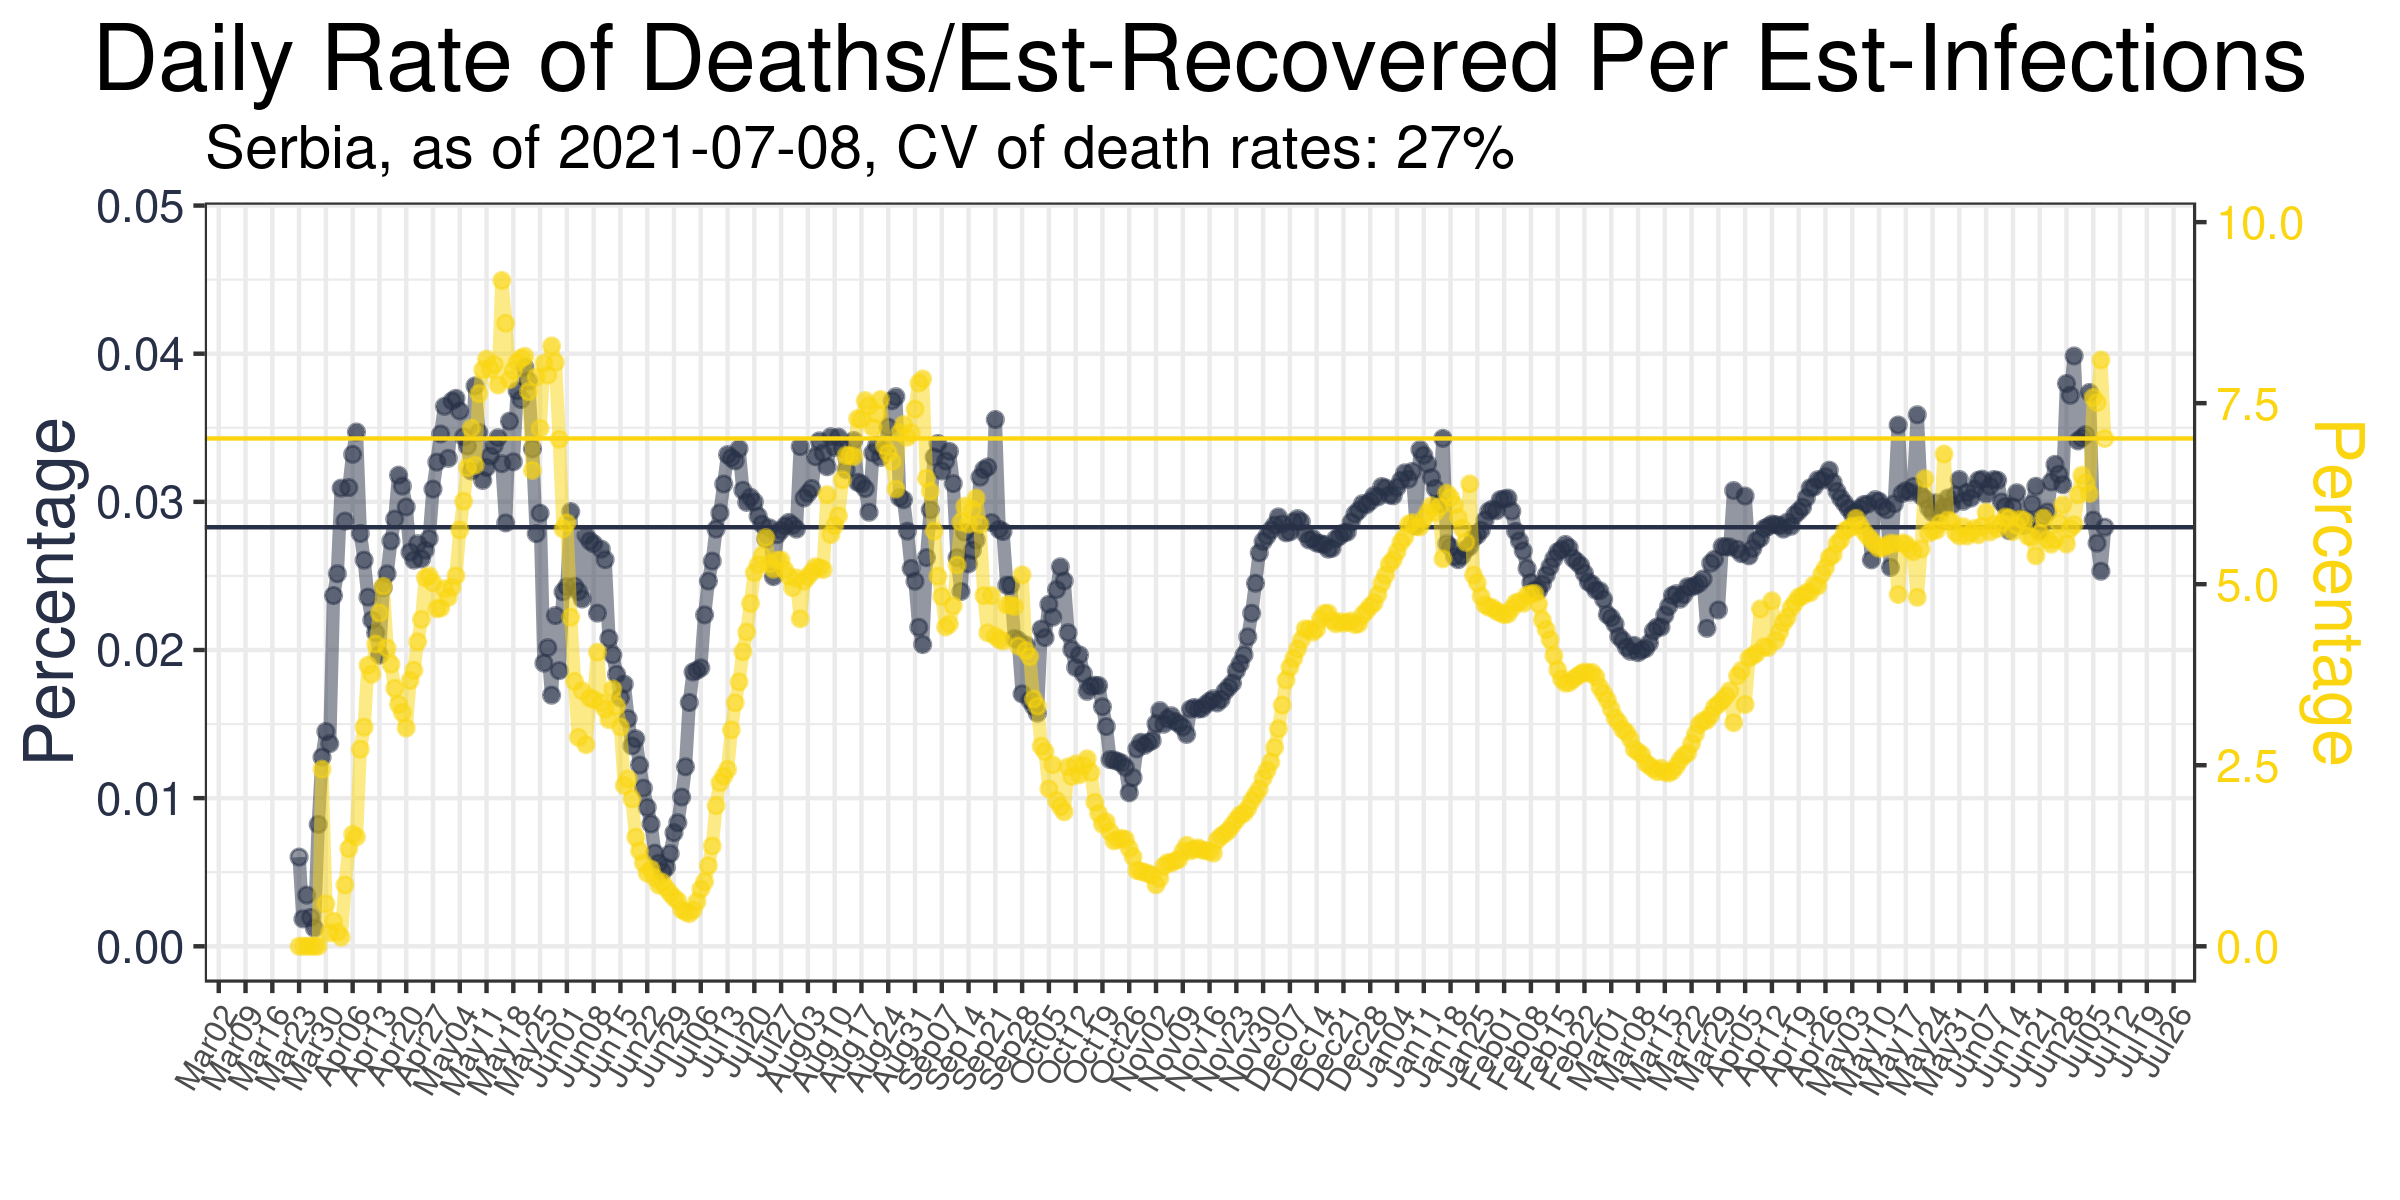 Daily Rate of Deaths/Est-Recovered Per Est-Infections
Serbia, as of 2021-07-08, CV of death rates: 27%
Percentage
0.05
0.04
0.03
0.02
0.01
0.00
10.0
7.5
5.0
2.5
0.0
Percentage
Mar02
Mar09
Mar16
Mar23
Mar30
Apr06
Apr13
Apr20
Apr27
May04
May11
May18
May25
Jun01
Jun08
Jun15
Jun22
Jun29
Jul06
Jul13
Jul20
Jul27
Aug03
Aug10
Aug17
Aug24
Aug31
Sep07
Sep14
Sep21
Sep28
Oct05
Oct12
Oct19
Oct26
Nov02
Nov09
Nov16
Nov23
Nov30
Dec07
Dec14
Dec21
Dec28
Jan04
Jan11
Jan18
Jan25
Feb01
Feb08
Feb15
Feb22
Mar01
Mar08
Mar15
Mar22
Mar29
Apr05
Apr12
Apr19
Apr26
May03
May10
May17
May24
May31
Jun07
Jun14
Jun21
Jun28
Jul05
Jul12
Jul19
Jul26